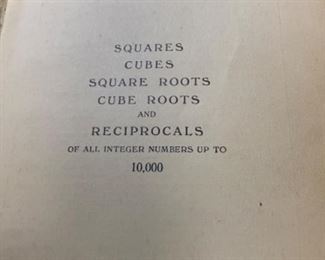 SQUARES
CUBES
SQUARE ROOTS
CUBE ROOTS
AND
RECIPROCALS
OF ALL INTEGER NUMBERS UP TO
10,000